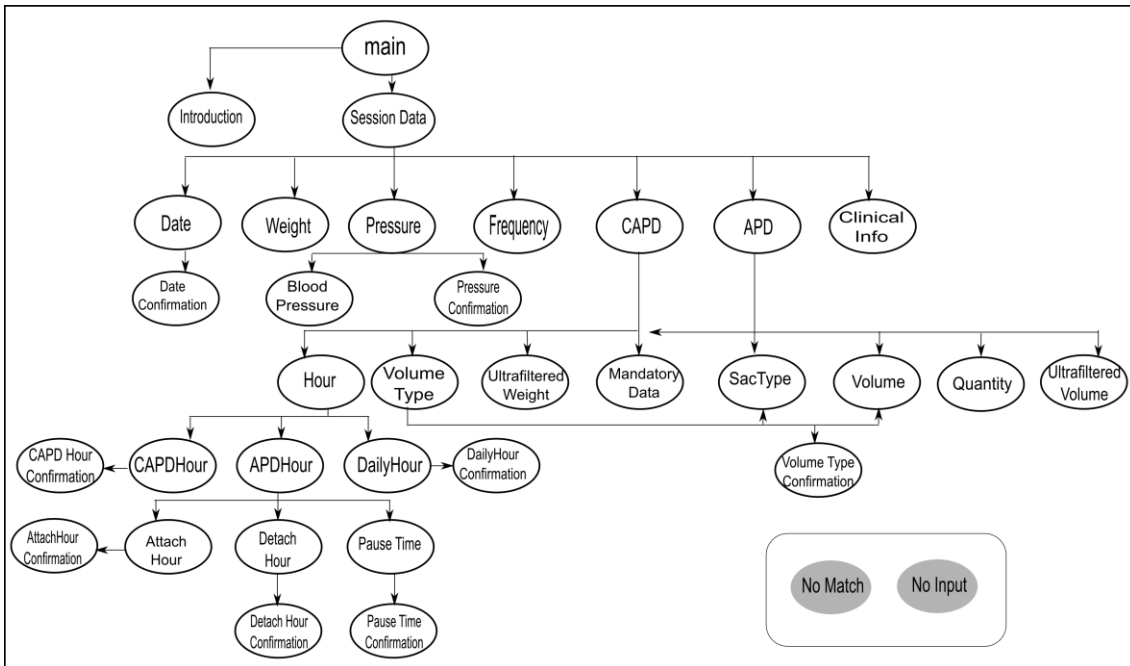 main
Introduction
Session Data
Date
Weight
Pressure
Frequency
CAPD
APD
Clinical
Info
Date
Confirmation
Blood
Pressure
Pressure
Confirmation
Hour
Volume
Type
Ultrafiltered
Weight
Mandatory
Data
SacType
Volume
Quantity
Ultrafiltered
Volume
CAPD Hour
Confirmation
CAPDHour
APDHour
DailyHour
DailyHour
Confirmation
Volume Type
Confirmation
AttachHour
Confirmation
Attach
Hour
Detach
Hour
Pause Time
No Match
No Input
Detach Hour
Confirmation
Pause Time
Confirmation